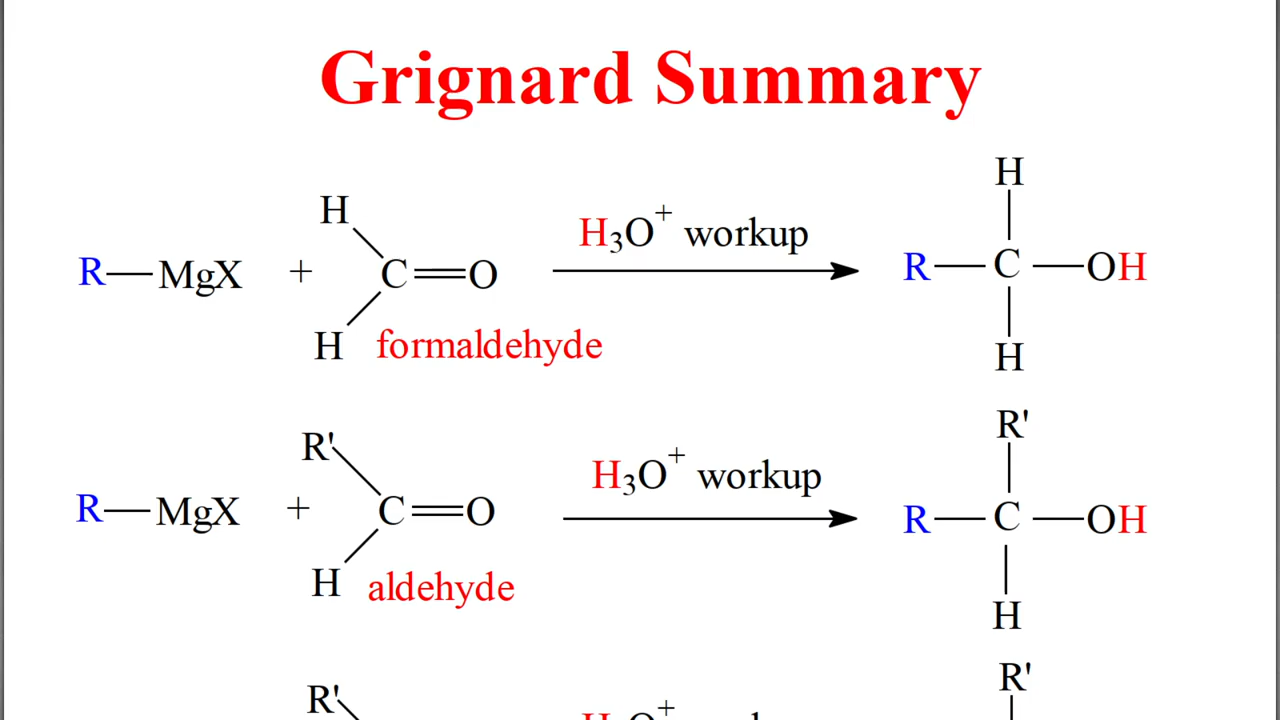 Grignard Summary
H
H
H₃O⁺ workup
R—MgX + C=O R—C—OH
H formaldehyde
H
R'
R'
H₃O⁺ workup
R—MgX + C=O R—C—OH
H aldehyde
H
R'
R'